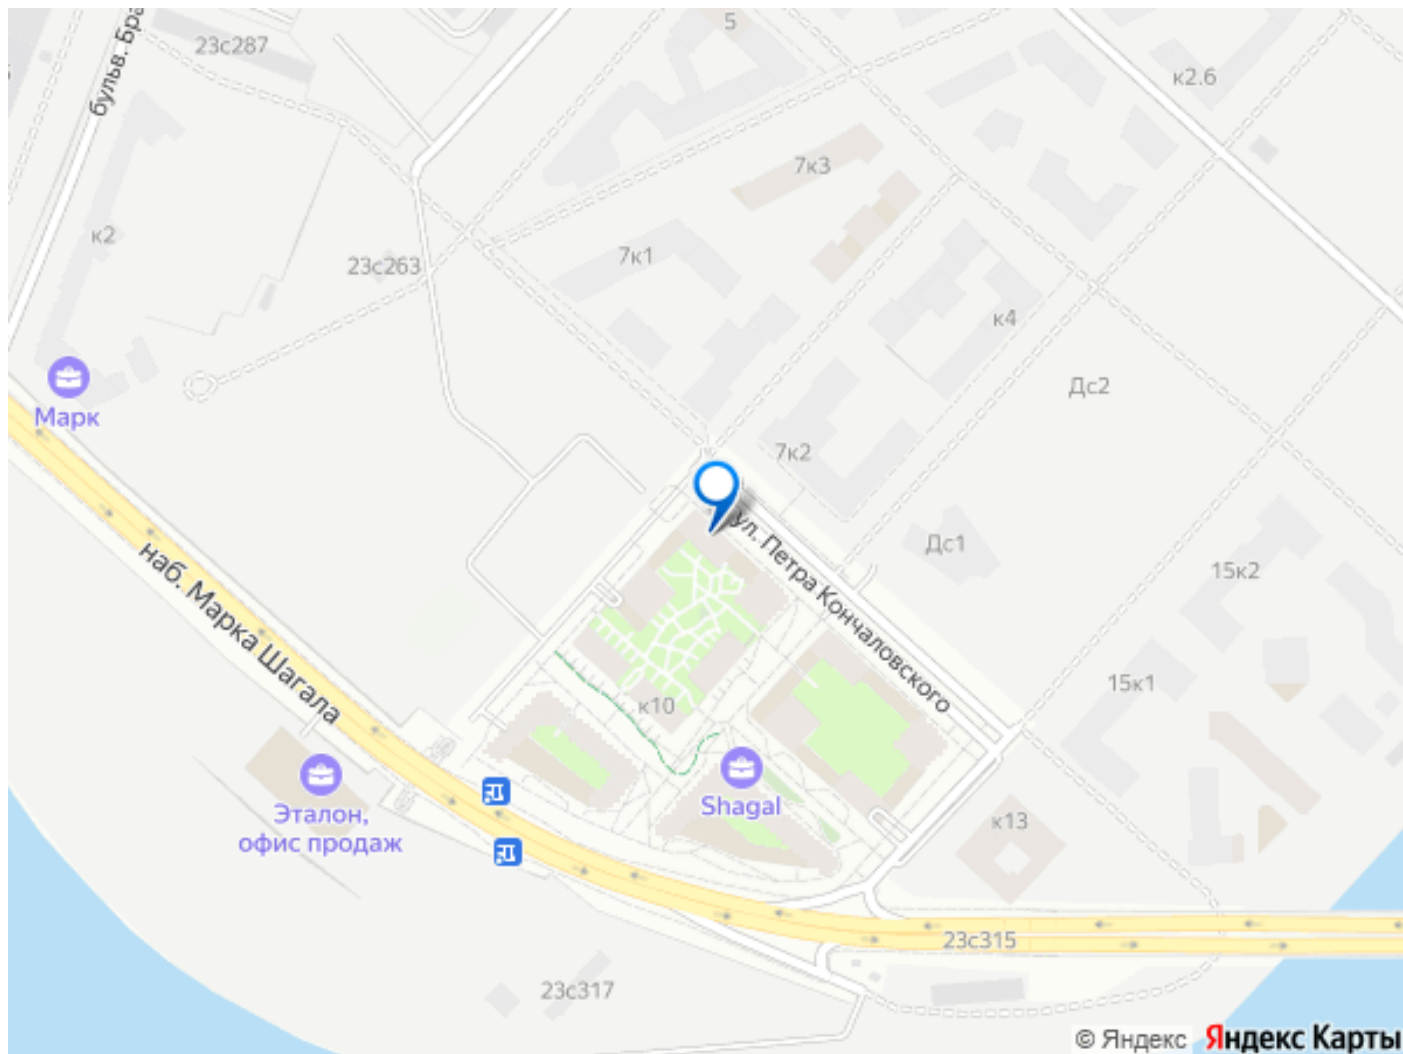 5
23с287
бульв. Бра
к2.6
7к3
к2
7к1
23с263
к4
Дс2
Марк
7к2
ул. Петра Кончаловского
Дс1
15к2
наб. Марка Шагала
15к1
к10
Shagal
Эталон,
офис продаж
к13
23с315
23с317
© Яндекс Яндекс Карты